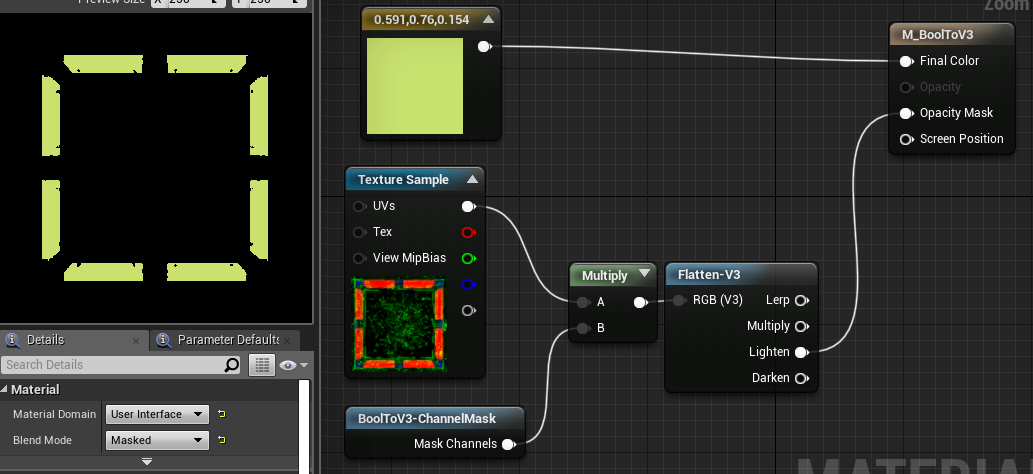 Preview Size X 250 Y 250
Zoom
0.591,0.76,0.154
M_BoolToV3
Final Color
Opacity
Opacity Mask
Screen Position
Texture Sample
UVs
Tex
View MipBias
Multiply
A
B
Flatten-V3
RGB (V3)
Lerp
Multiply
Lighten
Darken
BoolToV3-ChannelMask
Mask Channels
Details
Parameter Defaults
Search Details
Material
Material Domain
User Interface
Blend Mode
Masked
MATERIA